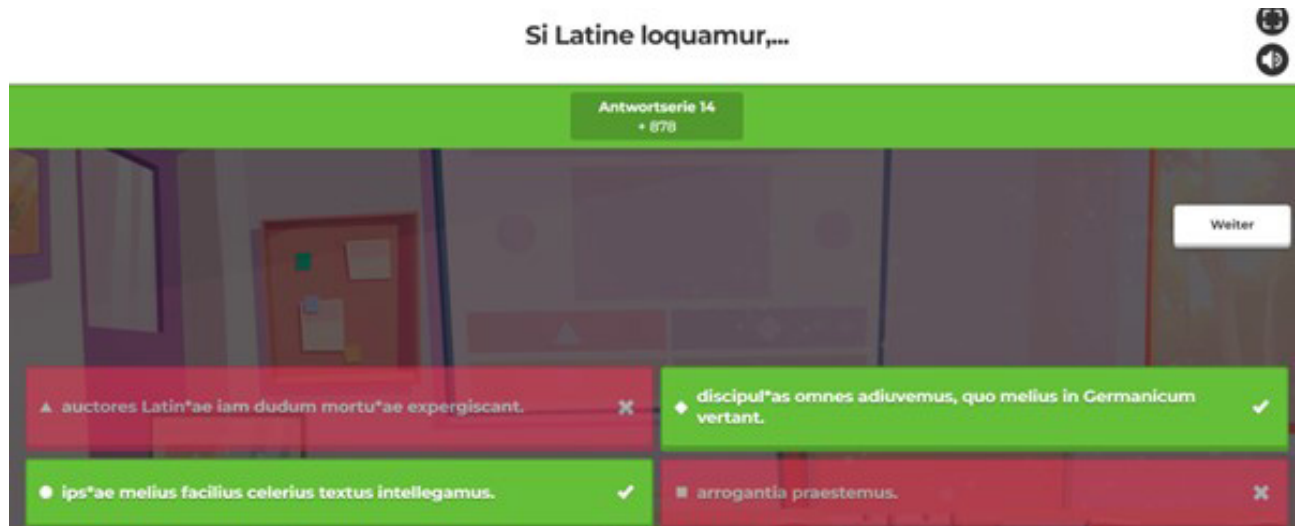 Si Latine loquamur,...
Antwortserie 14
+ 878
Weiter
auctores Latin*ae iam dudum mortu*ae expergiscant.
discipul*as omnes adiuvemus, quo melius in Germanicum
vertant.
ips*ae melius facilius celerius textus intellegamus.
arrogantia praestemus.